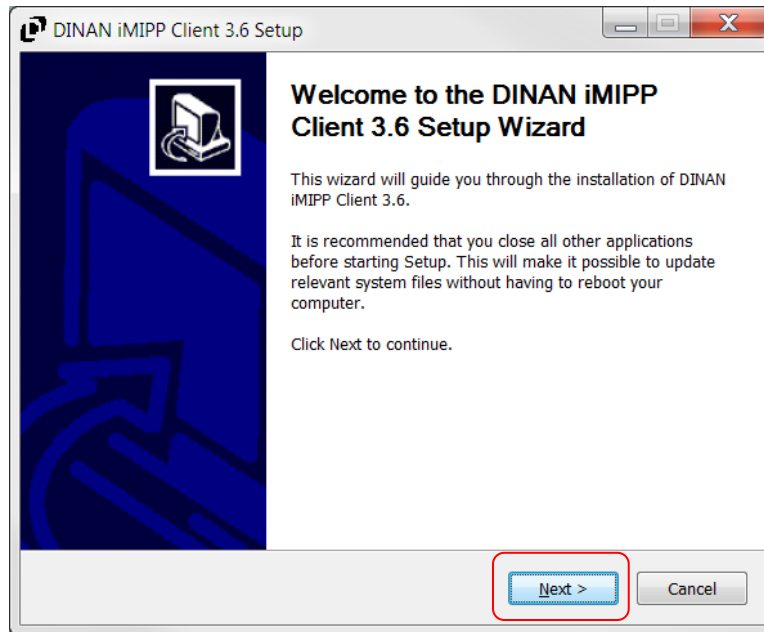 DINAN iMIPP Client 3.6 Setup
Welcome to the DINAN iMIPP
Client 3.6 Setup Wizard
This wizard will guide you through the installation of DINAN
iMIPP Client 3.6.
It is recommended that you close all other applications
before starting Setup. This will make it possible to update
relevant system files without having to reboot your
computer.
Click Next to continue.
Next >
Cancel